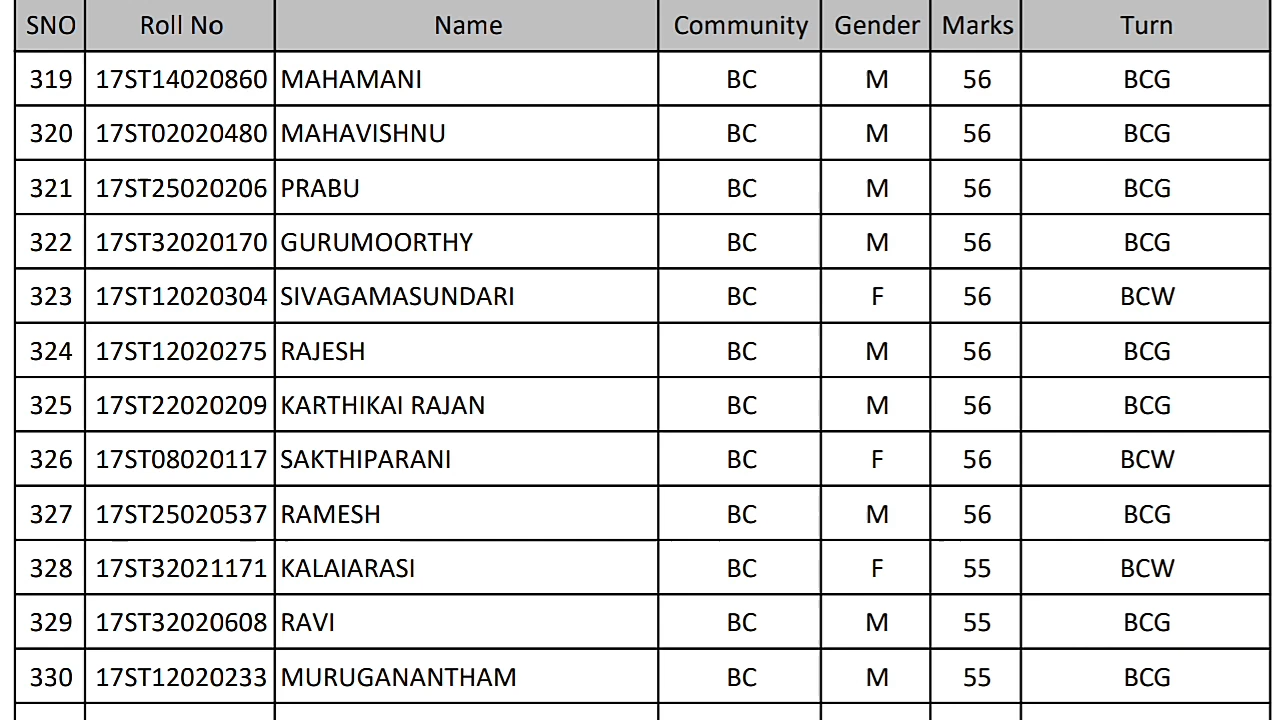 SNO Roll No Name Community Gender Marks Turn
319 17ST14020860 MAHAMANI BC M 56 BCG
320 17ST02020480 MAHAVISHNU BC M 56 BCG
321 17ST25020206 PRABU BC M 56 BCG
322 17ST32020170 GURUMOORTHY BC M 56 BCG
323 17ST12020304 SIVAGAMASUNDARI BC F 56 BCW
324 17ST12020275 RAJESH BC M 56 BCG
325 17ST22020209 KARTHIKAI RAJAN BC M 56 BCG
326 17ST08020117 SAKTHIPARANI BC F 56 BCW
327 17ST25020537 RAMESH BC M 56 BCG
328 17ST32021171 KALAIARASI BC F 55 BCW
329 17ST32020608 RAVI BC M 55 BCG
330 17ST12020233 MURUGANANTHAM BC M 55 BCG